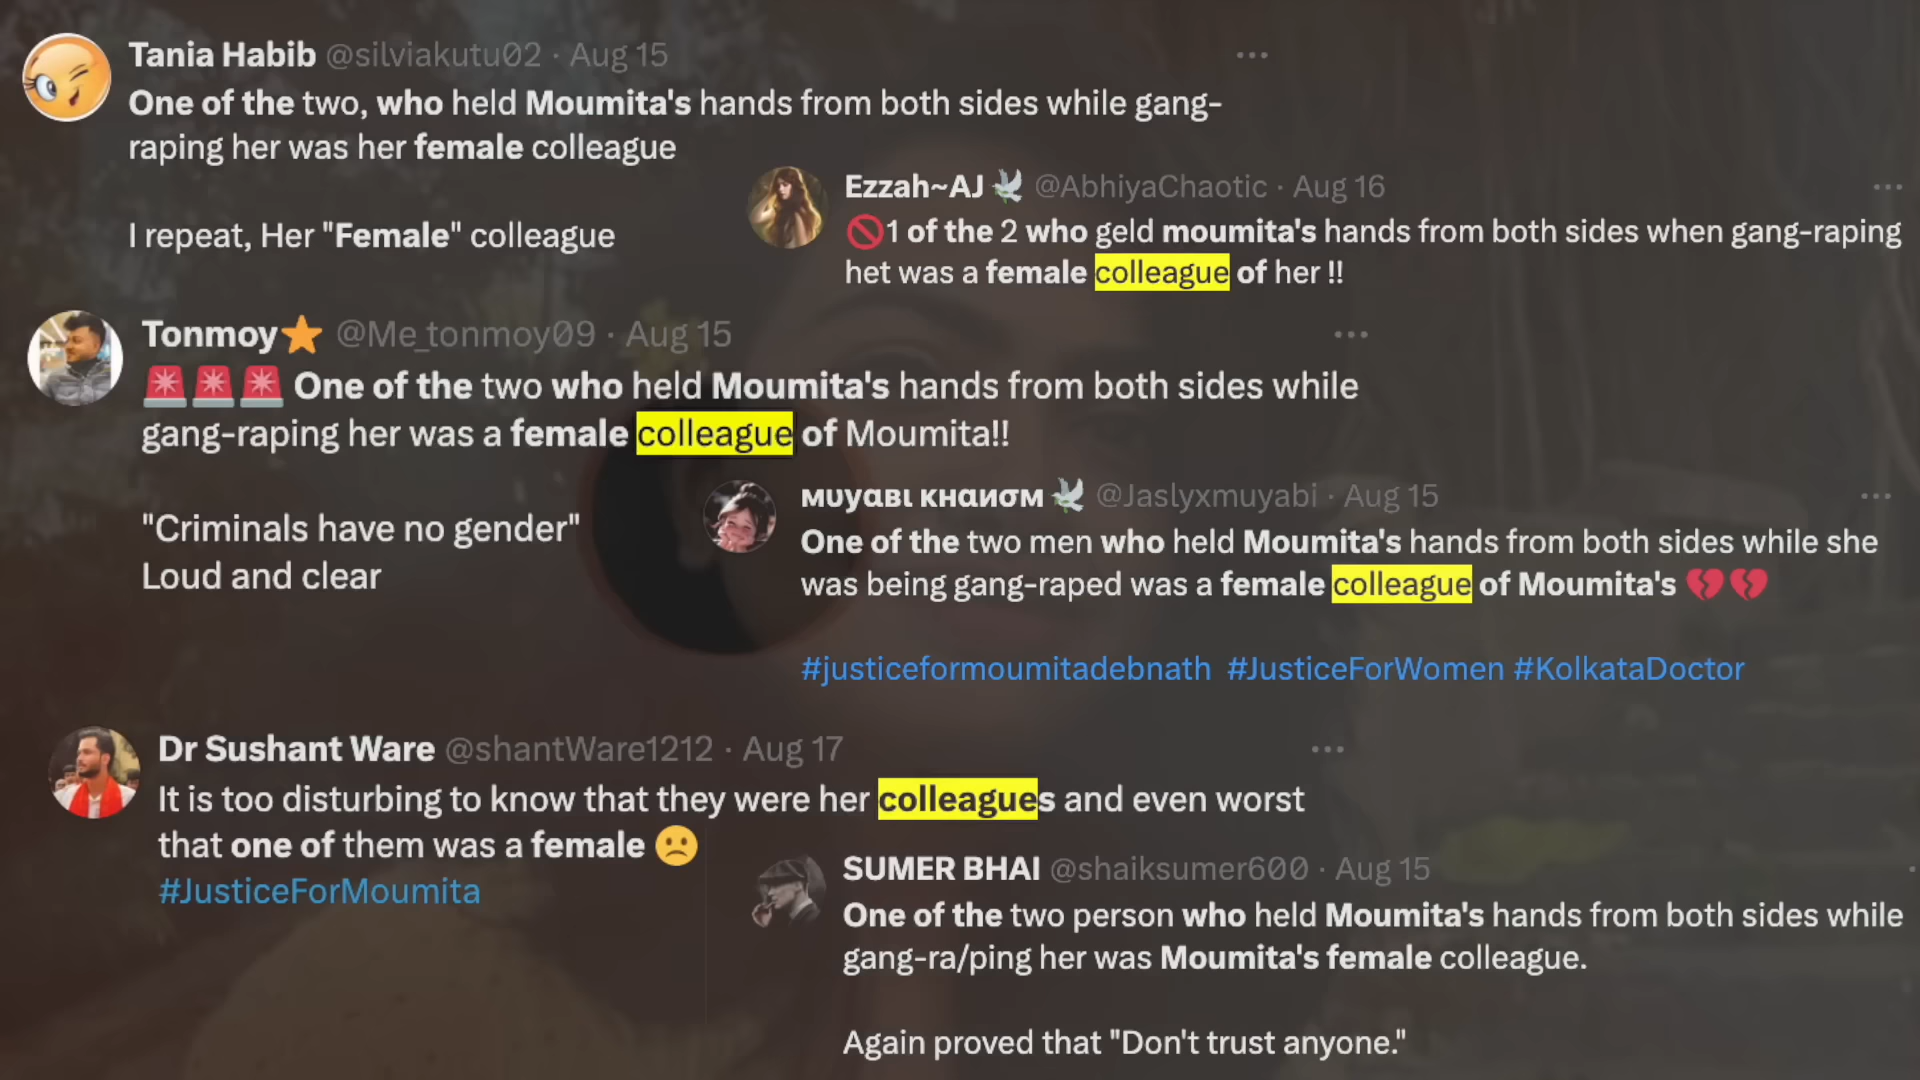 Tania Habib @silviakutu02 · Aug 15
One of the two, who held Moumita's hands from both sides while gang-
raping her was her female colleague
I repeat, Her "Female" colleague
Ezzah~AJ🕊️ @AbhiyaChaotic · Aug 16
🚫1 of the 2 who geld moumita's hands from both sides when gang-raping
het was a female colleague of her !!
Tonmoy⭐ @Me_tonmoy09 · Aug 15
🚨🚨🚨 One of the two who held Moumita's hands from both sides while
gang-raping her was a female colleague of Moumita!!
"Criminals have no gender"
Loud and clear
мυуαвι кнαиσм🕊️ @Jaslyxmuyabi · Aug 15
One of the two men who held Moumita's hands from both sides while she
was being gang-raped was a female colleague of Moumita's 💔💔
#justiceformoumitadebnath #JusticeForWomen #KolkataDoctor
Dr Sushant Ware @shantWare1212 · Aug 17
It is too disturbing to know that they were her colleagues and even worst
that one of them was a female 🙁
#JusticeForMoumita
SUMER BHAI @shaiksumer600 · Aug 15
One of the two person who held Moumita's hands from both sides while
gang-ra/ping her was Moumita's female colleague.
Again proved that "Don't trust anyone."